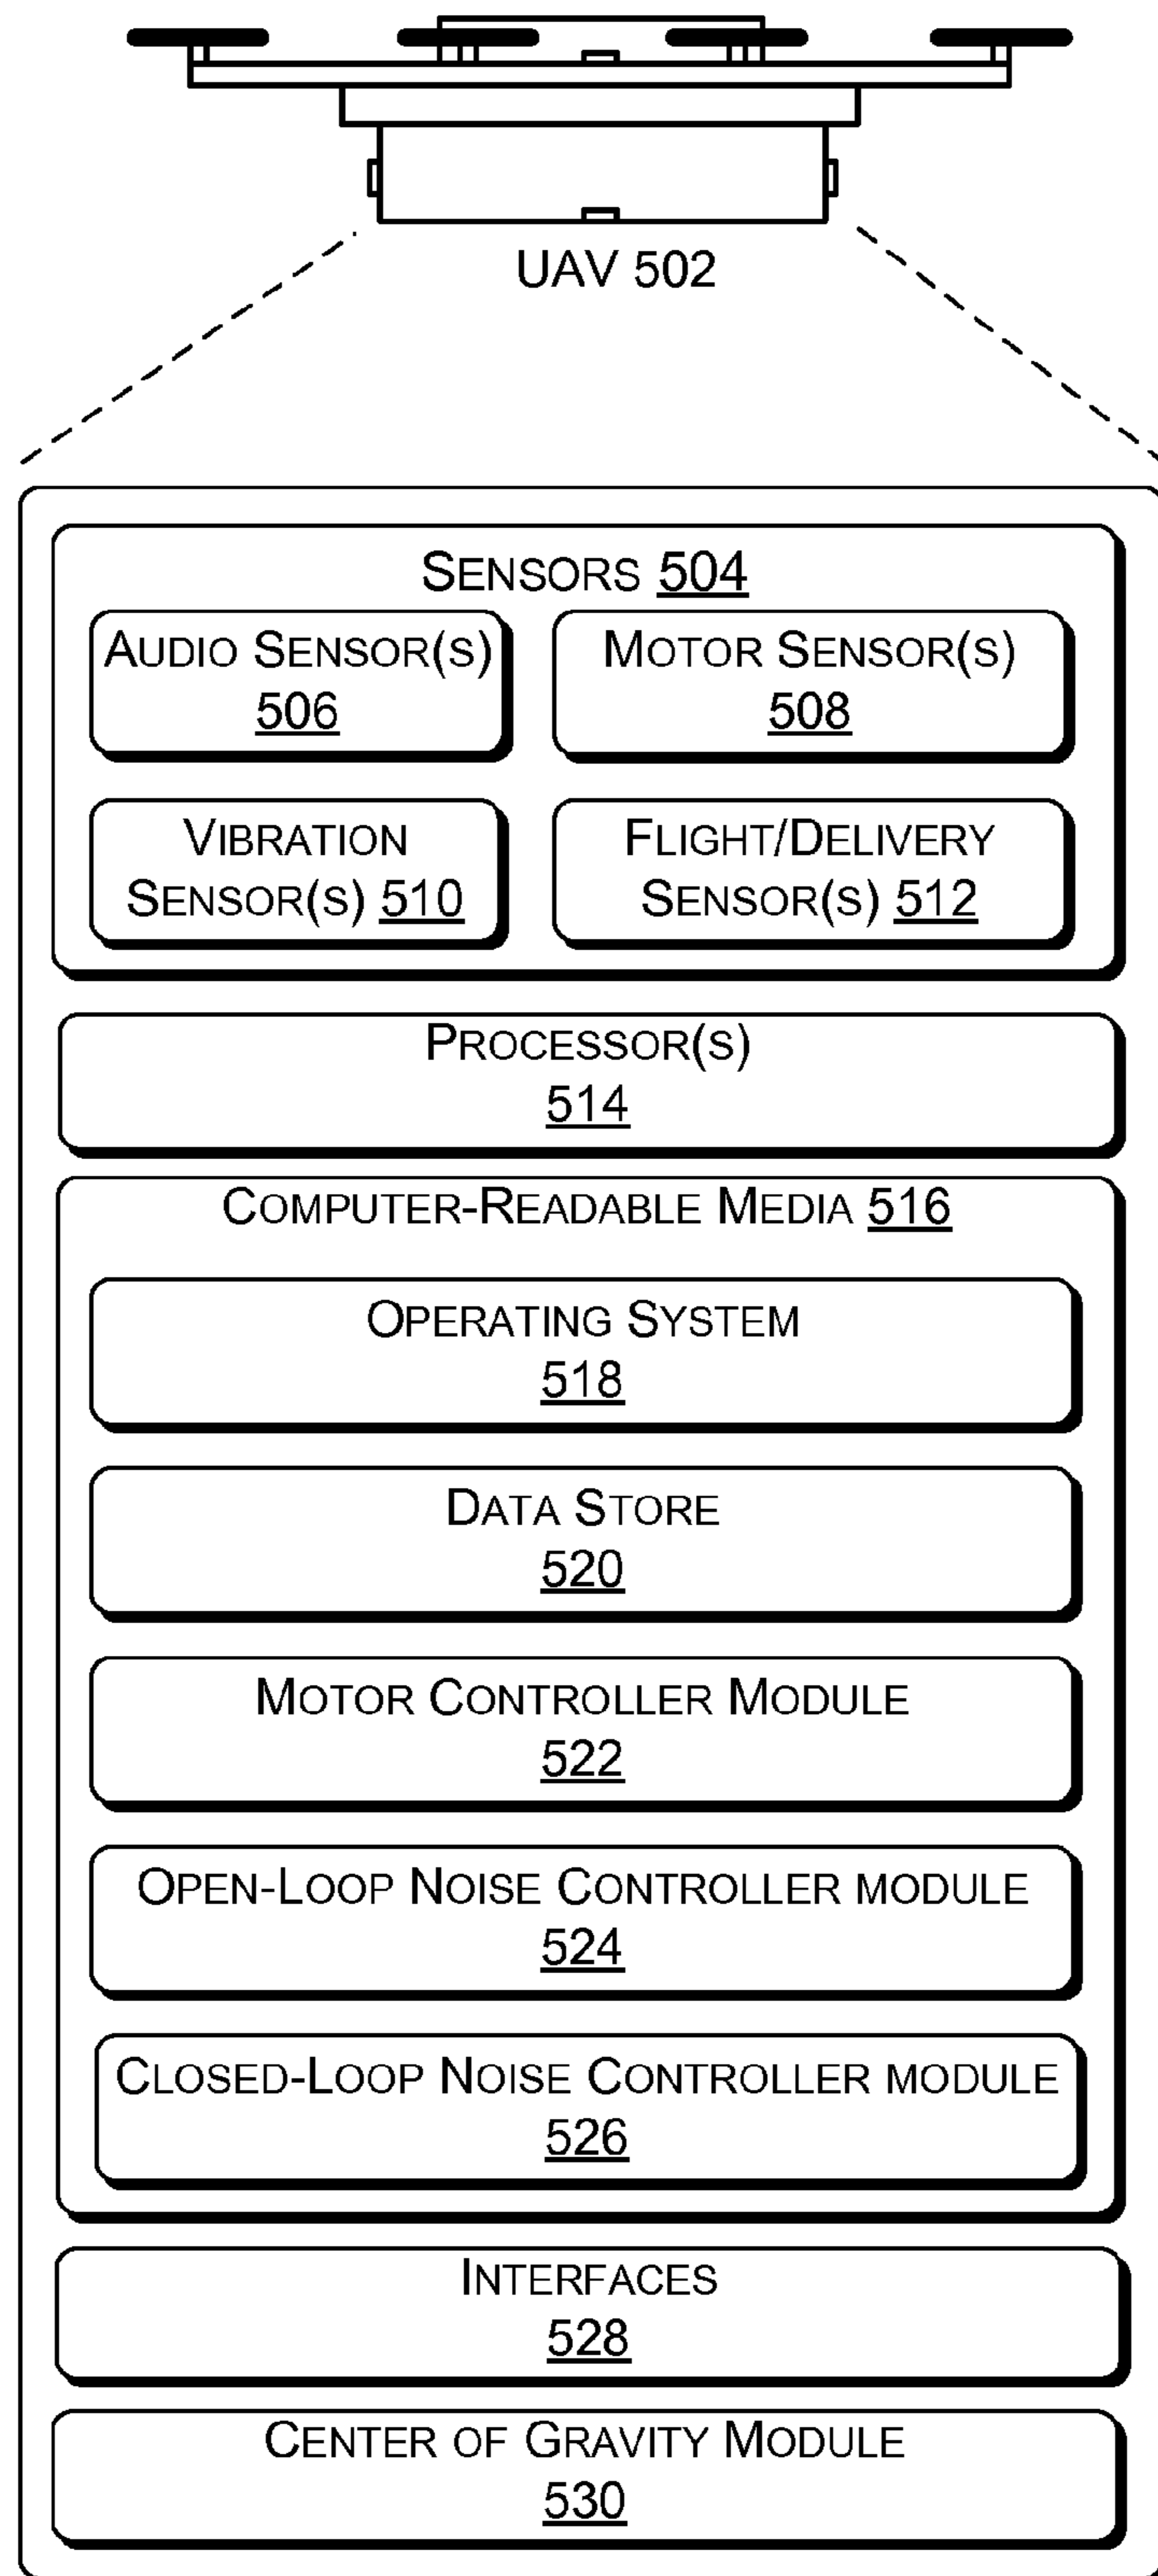 UAV 502
SENSORS 504
AUDIO SENSOR(S)
506
MOTOR SENSOR(S)
508
VIBRATION
SENSOR(S) 510
FLIGHT/DELIVERY
SENSOR(S) 512
PROCESSOR(S)
514
COMPUTER-READABLE MEDIA 516
OPERATING SYSTEM
518
DATA STORE
520
MOTOR CONTROLLER MODULE
522
OPEN-LOOP NOISE CONTROLLER MODULE
524
CLOSED-LOOP NOISE CONTROLLER MODULE
526
INTERFACES
528
CENTER OF GRAVITY MODULE
530